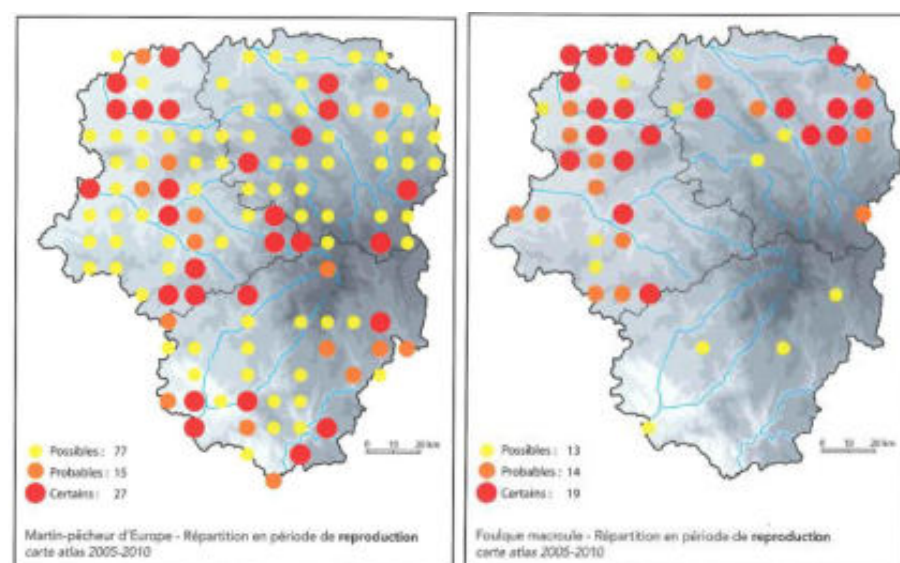 Possibles : 77
Probables : 15
Certains : 27
0 10 20 km
Martin-pêcheur d'Europe - Répartition en période de reproduction
carte atlas 2005-2010
Possibles : 13
Probables : 14
Certains : 19
0 10 20 km
Foulque macroule - Répartition en période de reproduction
carte atlas 2005-2010